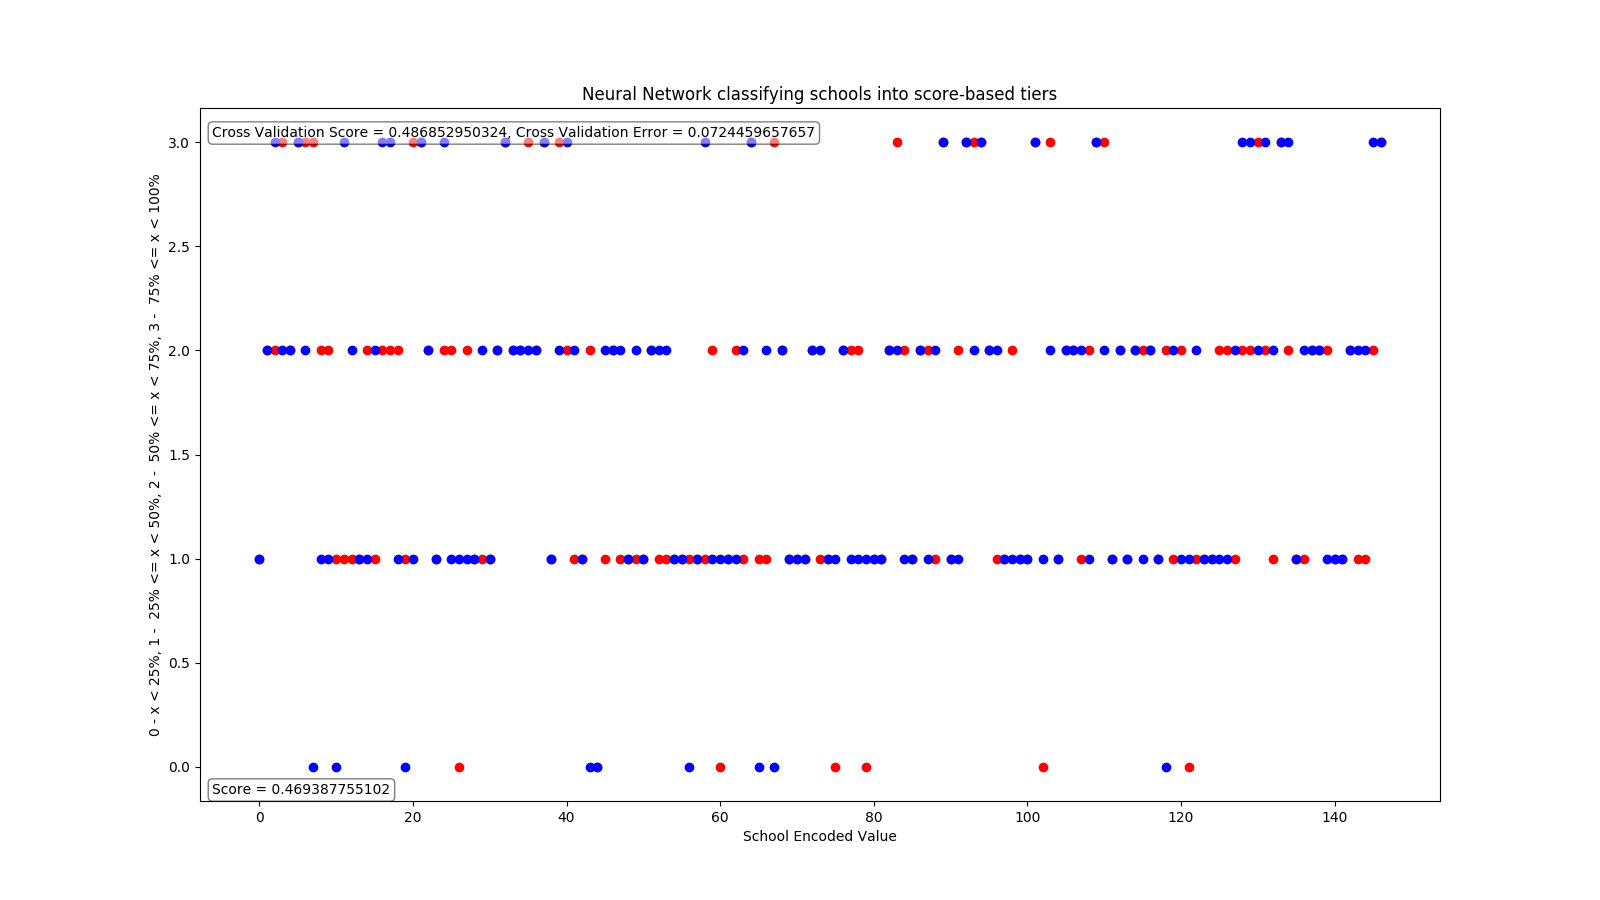 Neural Network classifying schools into score-based tiers
Cross Validation Score = 0.486852950324, Cross Validation Error = 0.0724459657657
3.0
2.5
2.0
1.5
1.0
0.5
0.0
0 - x < 25%, 1 -  25% <= x < 50%, 2 -  50% <= x < 75%, 3 -  75% <= x < 100%
Score = 0.469387755102
0 20 40 60 80 100 120 140
School Encoded Value